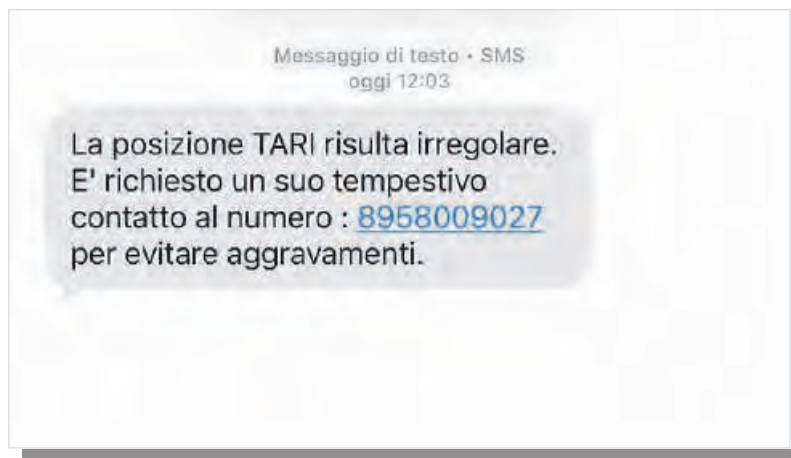 Messaggio di testo • SMS
oggi 12:03
La posizione TARI risulta irregolare.
E' richiesto un suo tempestivo
contatto al numero : 8958009027
per evitare aggravamenti.